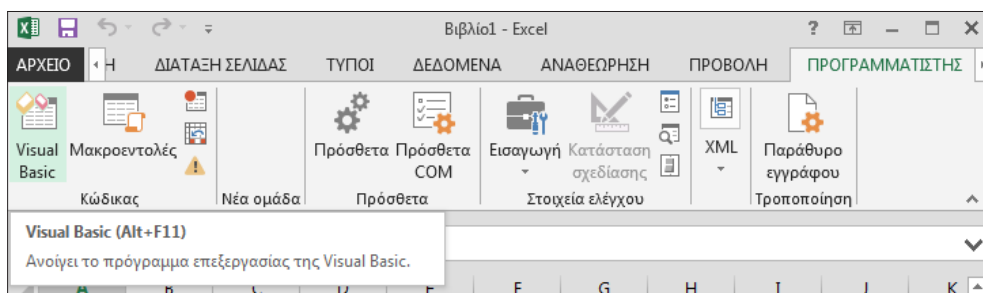 Βιβλίο1 - Excel
ΑΡΧΕΙΟ Η ΔΙΑΤΑΞΗ ΣΕΛΙΔΑΣ ΤΥΠΟΙ ΔΕΔΟΜΕΝΑ ΑΝΑΘΕΩΡΗΣΗ ΠΡΟΒΟΛΗ ΠΡΟΓΡΑΜΜΑΤΙΣΤΗΣ
Visual Basic Μακροεντολές Πρόσθετα Πρόσθετα COM Εισαγωγή Κατάσταση σχεδίασης XML Παράθυρο εγγράφου
Κώδικας Νέα ομάδα Πρόσθετα Στοιχεία ελέγχου Τροποποίηση
Visual Basic (Alt+F11)
Ανοίγει το πρόγραμμα επεξεργασίας της Visual Basic.
A B C D E F G H I J K